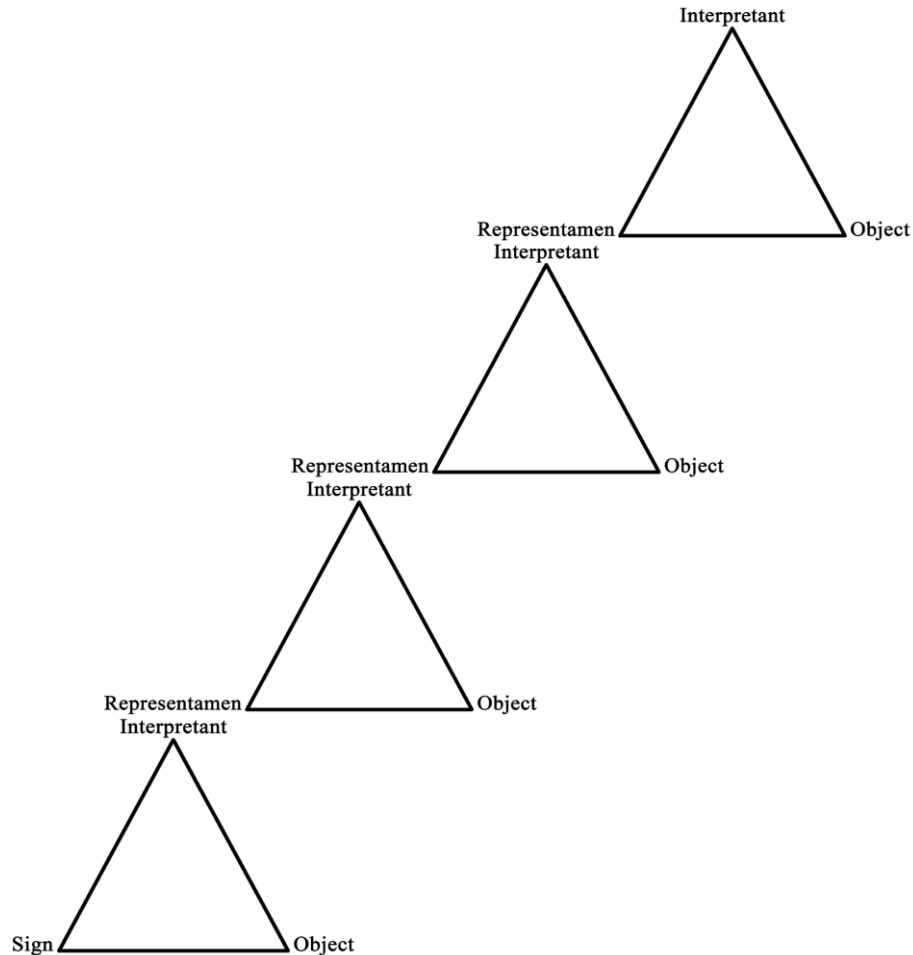 Interpretant
Representamen
Object
Interpretant
Representamen
Object
Interpretant
Representamen
Object
Interpretant
Sign
Object